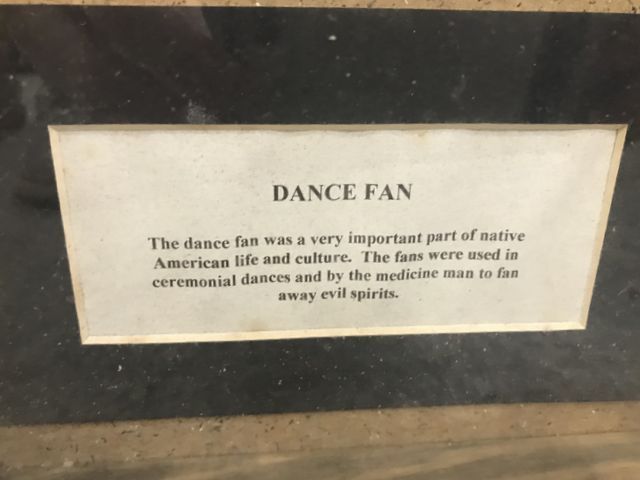 DANCE FAN
The dance fan was a very important part of native
American life and culture. The fans were used in
ceremonial dances and by the medicine man to fan
away evil spirits.